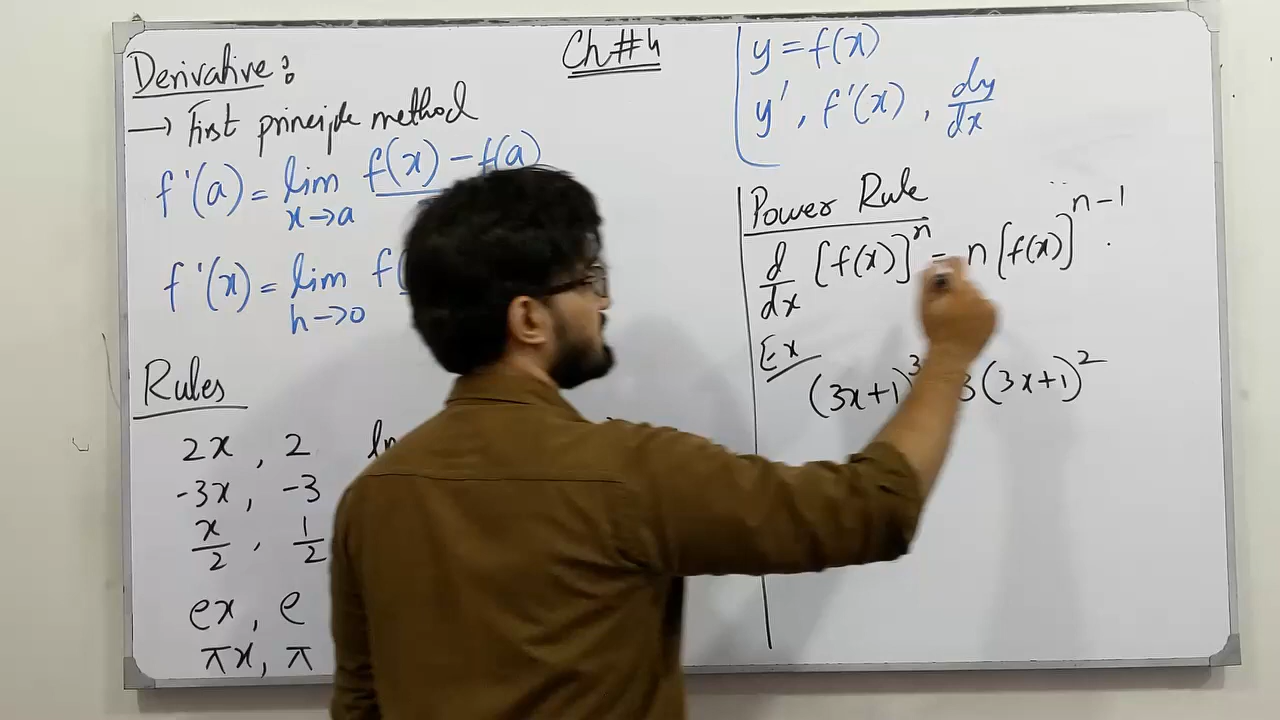 Derivative:
→ First principle method
f'(a) = lim x→a f(x) - f(a)
f'(x) = lim h→0 f(
Rules
2x, 2 ln
-3x, -3
x/2, 1/2
ex, e
πx, π
Ch#4
y = f(x)
y', f'(x), dy/dx
Power Rule
d/dx [f(x)]^n = n[f(x)]^n-1 .
Ex
(3x+1)^3 3(3x+1)^2